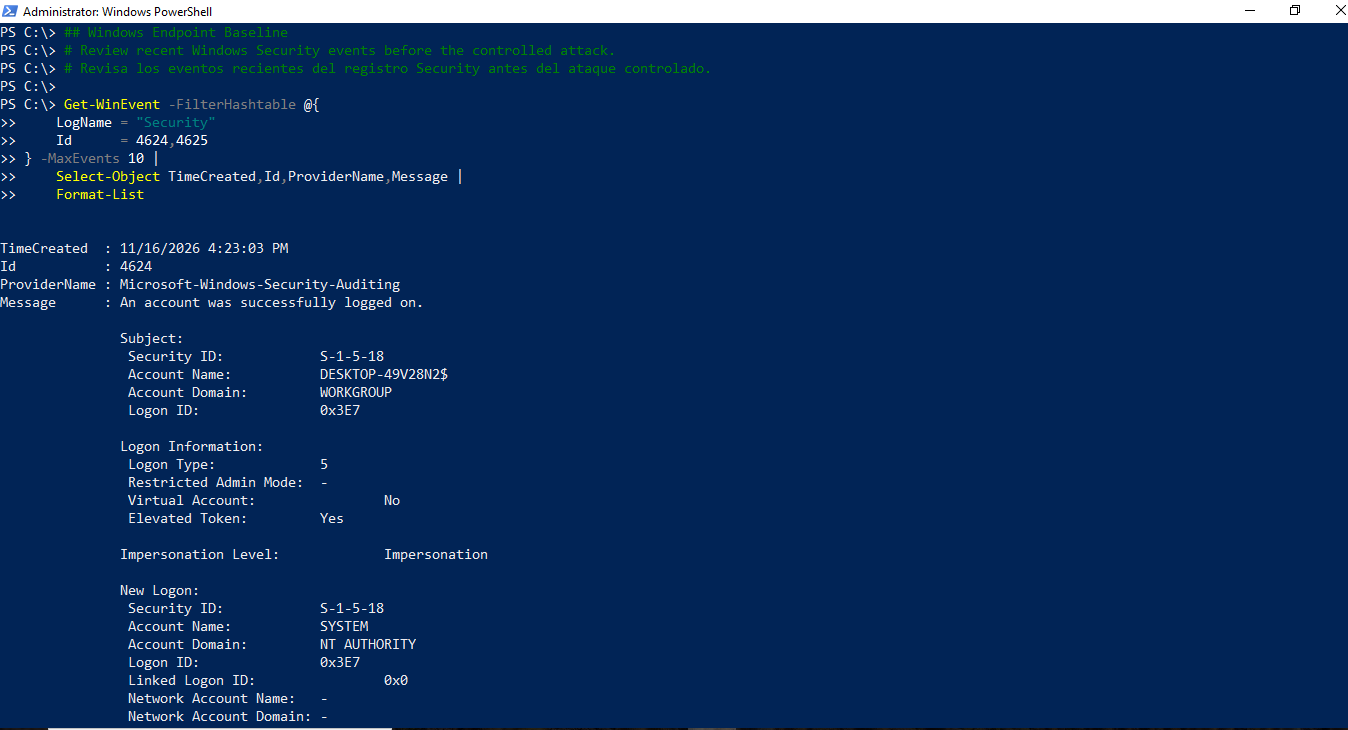 Administrator: Windows PowerShell
PS C:\> ## Windows Endpoint Baseline
PS C:\> # Review recent Windows Security events before the controlled attack.
PS C:\> # Revisa los eventos recientes del registro Security antes del ataque controlado.
PS C:\>
PS C:\> Get-WinEvent -FilterHashtable @{
>>     LogName = "Security"
>>     Id      = 4624,4625
>> } -MaxEvents 10 |
>>     Select-Object TimeCreated,Id,ProviderName,Message |
>>     Format-List
TimeCreated  : 11/16/2026 4:23:03 PM
Id           : 4624
ProviderName : Microsoft-Windows-Security-Auditing
Message      : An account was successfully logged on.
Subject:
Security ID: S-1-5-18
Account Name: DESKTOP-49V28N2$
Account Domain: WORKGROUP
Logon ID: 0x3E7
Logon Information:
Logon Type: 5
Restricted Admin Mode: -
Virtual Account: No
Elevated Token: Yes
Impersonation Level: Impersonation
New Logon:
Security ID: S-1-5-18
Account Name: SYSTEM
Account Domain: NT AUTHORITY
Logon ID: 0x3E7
Linked Logon ID: 0x0
Network Account Name: -
Network Account Domain: -